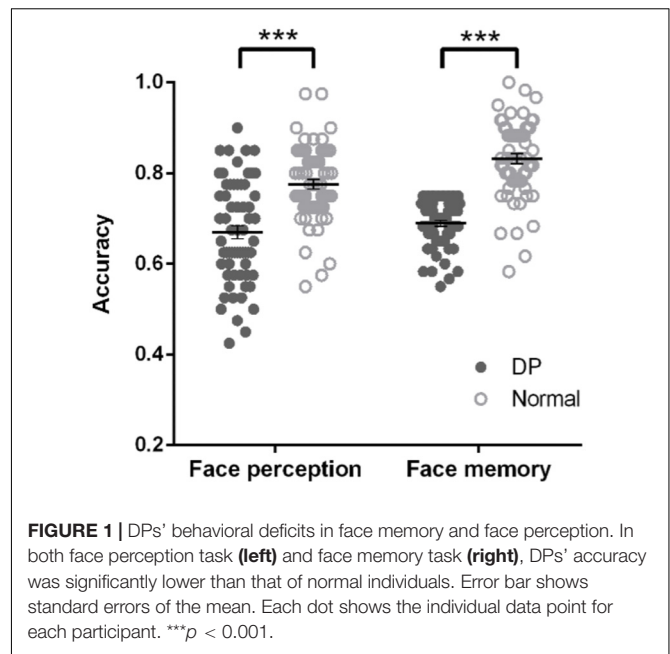 ***
***
1.0
0.8
0.6
0.4
0.2
Accuracy
DP
Normal
Face perception
Face memory
FIGURE 1 | DPs' behavioral deficits in face memory and face perception. In
both face perception task (left) and face memory task (right), DPs' accuracy
was significantly lower than that of normal individuals. Error bar shows
standard errors of the mean. Each dot shows the individual data point for
each participant. ***p < 0.001.